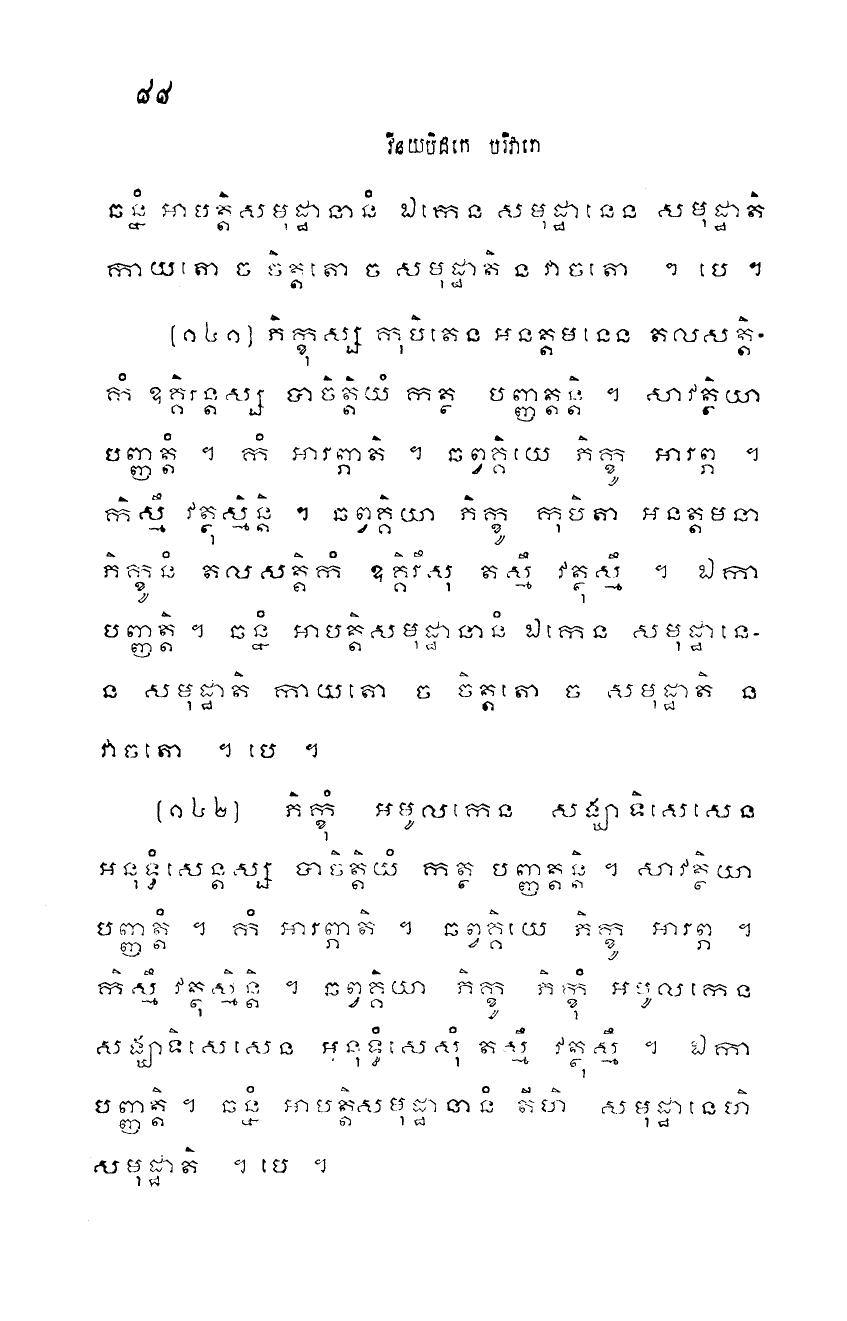 ៨៨
វិនយបិដកេ បរិវារោ
ឆន្នំ អាបត្តិសមុដ្ឋានានំ ឯកេន សមុដ្ឋានេន សមុដ្ឋាតិ
កាយតោ ច ចិត្តតោ ច សមុដ្ឋាតិ ន វាចតោ ។ បេ ។
(១៤១) ភិក្ខុស្ស កុបិតេន អនត្តមនេន តលសត្តិ-
កំ ឧគ្គិរន្តស្ស បាចិត្តិយំ កត្ថ បញ្ញត្តន្តិ ។ សាវត្ថិយា
បញ្ញត្តំ ។ កំ អារព្ភាតិ ។ ឆព្វគ្គិយេ ភិក្ខូ អារព្ភ ។
កិស្មឹ វត្ថុស្មិន្តិ ។ ឆព្វគ្គិយា ភិក្ខូ កុបិតា អនត្តមនា
ភិក្ខូនំ តលសត្តិកំ ឧគ្គិរឹសុ តស្មឹ វត្ថុស្មឹ ។ ឯកា
បញ្ញត្តិ ។ ឆន្នំ អាបត្តិសមុដ្ឋានានំ ឯកេន សមុដ្ឋានេ-
ន សមុដ្ឋាតិ កាយតោ ច ចិត្តតោ ច សមុដ្ឋាតិ ន
វាចតោ ។ បេ ។
(១៤២) ភិក្ខុំ អមូលកេន សង្ឃាទិសេសេន
អនុទ្ធំសេន្តស្ស បាចិត្តិយំ កត្ថ បញ្ញត្តន្តិ ។ សាវត្ថិយា
បញ្ញត្តំ ។ កំ អារព្ភាតិ ។ ឆព្វគ្គិយេ ភិក្ខូ អារព្ភ ។
កិស្មឹ វត្ថុស្មិន្តិ ។ ឆព្វគ្គិយា ភិក្ខូ ភិក្ខុំ អមូលកេន
សង្ឃាទិសេសេន អនុទ្ធំសេសុំ តស្មឹ វត្ថុស្មឹ ។ ឯកា
បញ្ញត្តិ ។ ឆន្នំ អាបត្តិសមុដ្ឋានានំ តីហិ សមុដ្ឋានេហិ
សមុដ្ឋាតិ ។ បេ ។